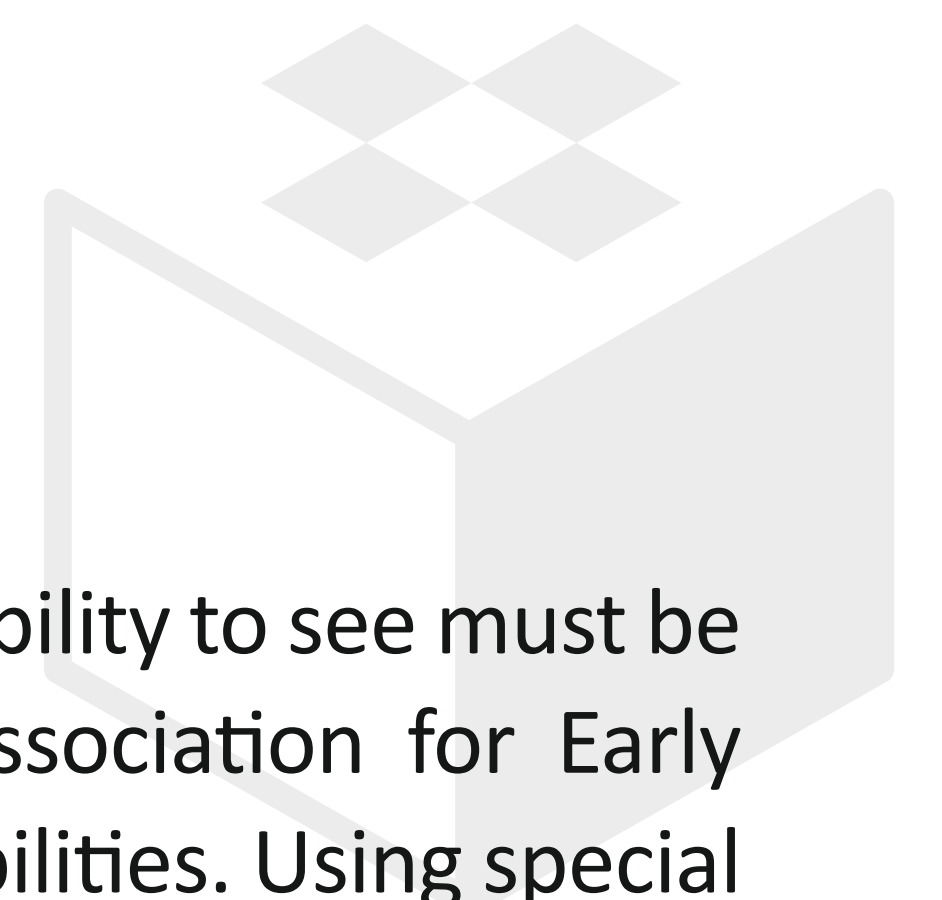 bility to see must be
ssociation for Early
bilities. Using special